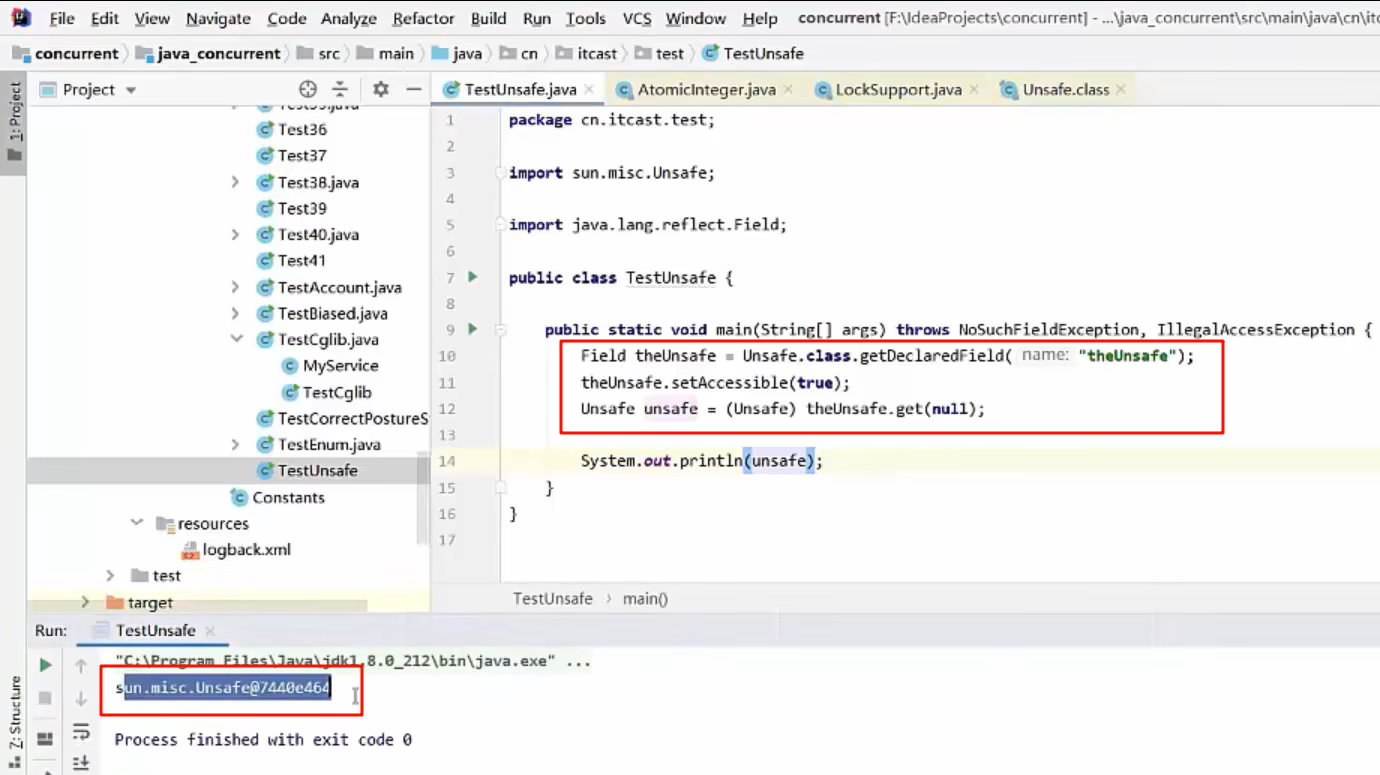 File Edit View Navigate Code Analyze Refactor Build Run Tools VCS Window Help concurrent [F:\IdeaProjects\concurrent] - ...\java_concurrent\src\main\java\cn\itc
concurrent java_concurrent src main java cn itcast test TestUnsafe
1: Project
Project
TestUnsafe.java AtomicInteger.java LockSupport.java Unsafe.class
Test36
Test37
Test38.java
Test39
Test40.java
Test41
TestAccount.java
TestBiased.java
TestCglib.java
MyService
TestCglib
TestCorrectPostureS
TestEnum.java
TestUnsafe
Constants
resources
logback.xml
test
target
1 package cn.itcast.test;
2
3 import sun.misc.Unsafe;
4
5 import java.lang.reflect.Field;
6
7 public class TestUnsafe {
8
9 public static void main(String[] args) throws NoSuchFieldException, IllegalAccessException {
10 Field theUnsafe = Unsafe.class.getDeclaredField( name: "theUnsafe");
11 theUnsafe.setAccessible(true);
12 Unsafe unsafe = (Unsafe) theUnsafe.get(null);
13
14 System.out.println(unsafe);
15 }
16 }
17
TestUnsafe › main()
Run: TestUnsafe
"C:\Program Files\Java\jdk1.8.0_212\bin\java.exe" ...
sun.misc.Unsafe@7440e464
Process finished with exit code 0
7: Structure